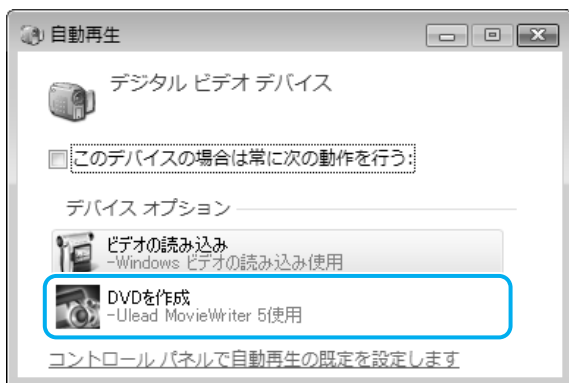 自動再生
デジタル ビデオ デバイス
このデバイスの場合は常に次の動作を行う:
デバイス オプション
ビデオの読み込み
-Windows ビデオの読み込み使用
DVDを作成
-Ulead MovieWriter 5使用
コントロール パネルで自動再生の既定を設定します